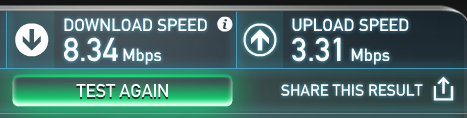 DOWNLOAD SPEED i
8.34 Mbps
UPLOAD SPEED
3.31 Mbps
TEST AGAIN
SHARE THIS RESULT